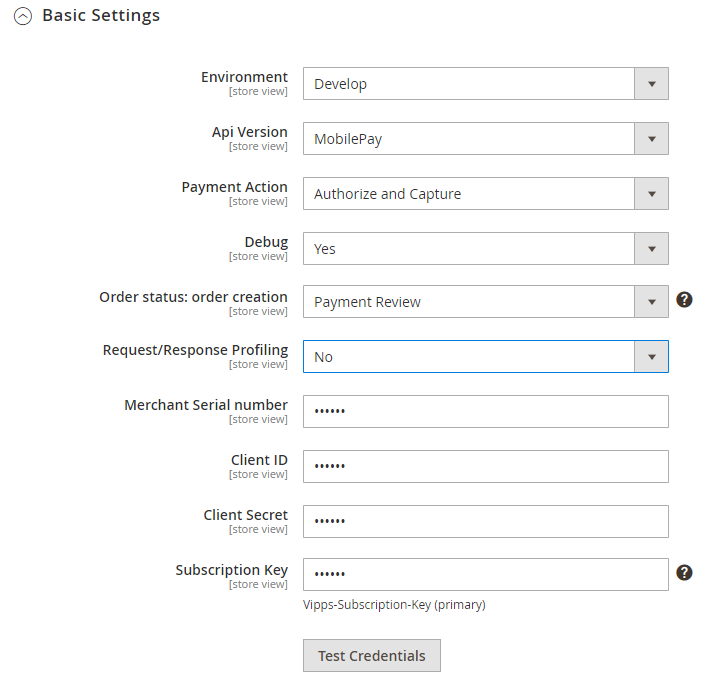 Basic Settings
Environment
[store view]
Develop
Api Version
[store view]
MobilePay
Payment Action
[store view]
Authorize and Capture
Debug
[store view]
Yes
Order status: order creation
[store view]
Payment Review
?
Request/Response Profiling
[store view]
No
Merchant Serial number
[store view]
••••••
Client ID
[store view]
••••••
Client Secret
[store view]
••••••
Subscription Key
[store view]
••••••
?
Vipps-Subscription-Key (primary)
Test Credentials